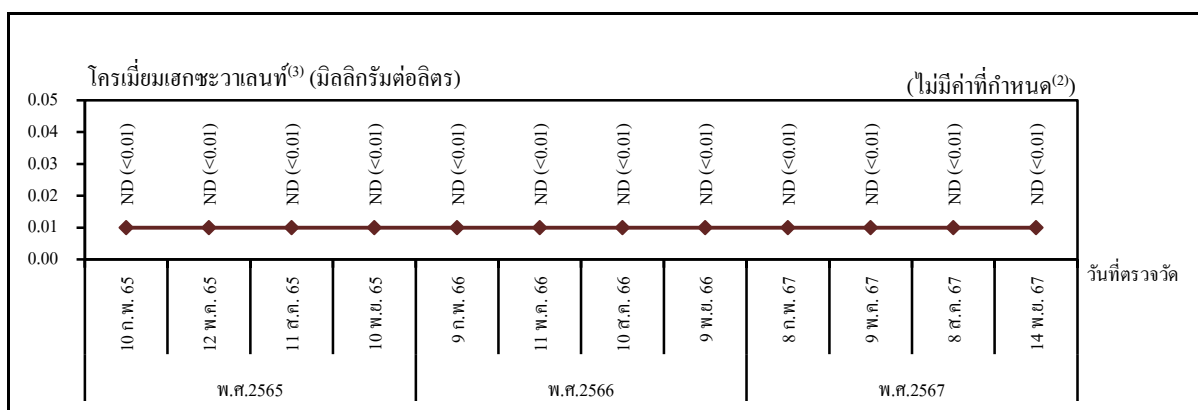 โครเมี่ยมเฮกซะวาเลนท์(3) (มิลลิกรัมต่อลิตร) (ไม่มีค่าที่กำหนด(2))
0.05
0.04
0.03
0.02
0.01
0.00
ND (<0.01)
ND (<0.01)
ND (<0.01)
ND (<0.01)
ND (<0.01)
ND (<0.01)
ND (<0.01)
ND (<0.01)
ND (<0.01)
ND (<0.01)
ND (<0.01)
ND (<0.01)
วันที่ตรวจวัด
10 ก.พ. 65
12 พ.ค. 65
11 ส.ค. 65
10 พ.ย. 65
9 ก.พ. 66
11 พ.ค. 66
10 ส.ค. 66
9 พ.ย. 66
8 ก.พ. 67
9 พ.ค. 67
8 ส.ค. 67
14 พ.ย. 67
พ.ศ.2565 พ.ศ.2566 พ.ศ.2567